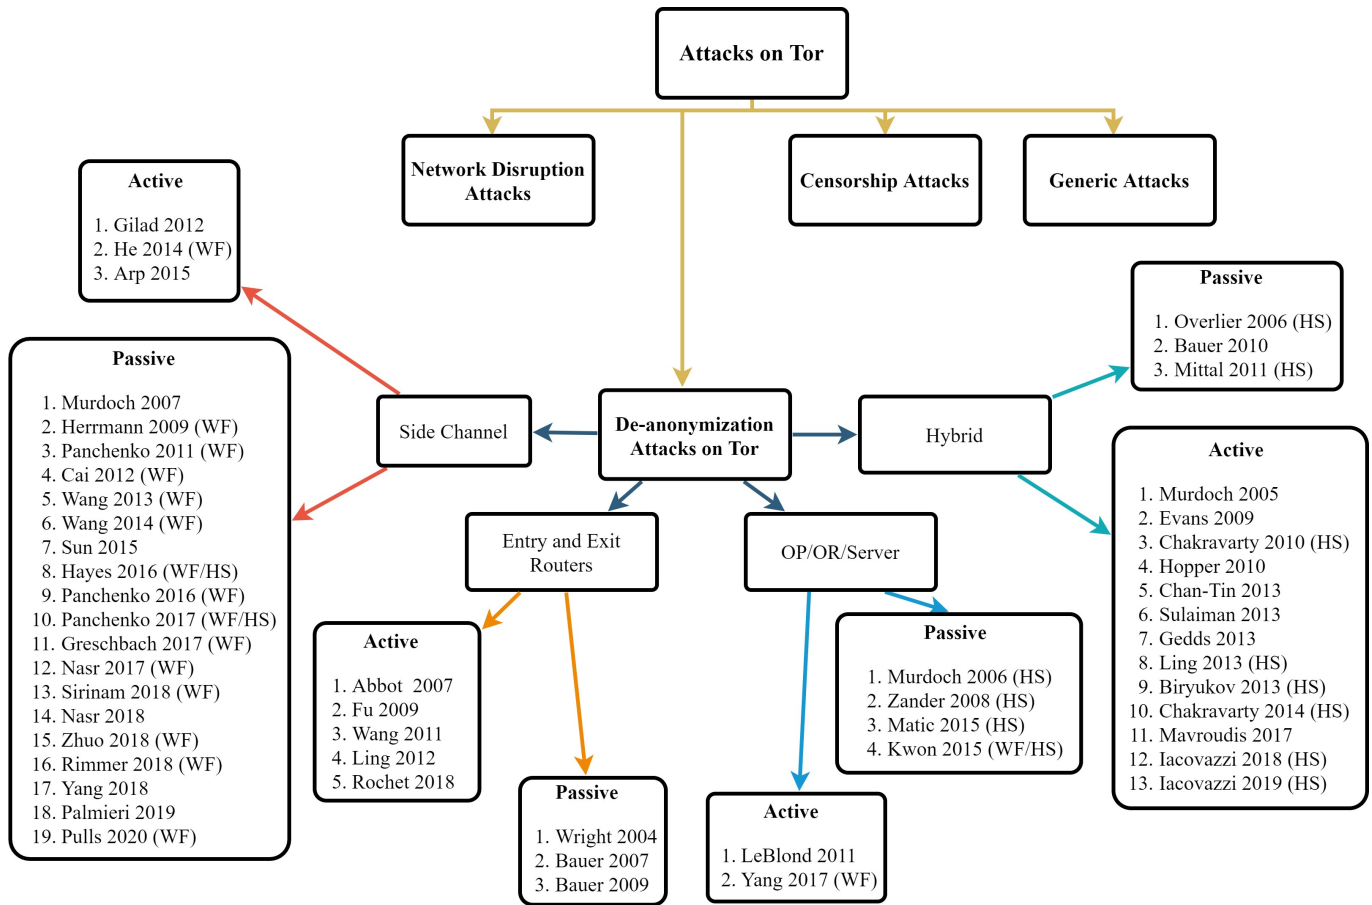 Attacks on Tor
Network Disruption
Attacks
Censorship Attacks
Generic Attacks
Active
1. Gilad 2012
2. He 2014 (WF)
3. Arp 2015
Passive
1. Overlier 2006 (HS)
2. Bauer 2010
3. Mittal 2011 (HS)
Passive
1. Murdoch 2007
2. Herrmann 2009 (WF)
3. Panchenko 2011 (WF)
4. Cai 2012 (WF)
5. Wang 2013 (WF)
6. Wang 2014 (WF)
7. Sun 2015
8. Hayes 2016 (WF/HS)
9. Panchenko 2016 (WF)
10. Panchenko 2017 (WF/HS)
11. Greschbach 2017 (WF)
12. Nasr 2017 (WF)
13. Sirinam 2018 (WF)
14. Nasr 2018
15. Zhuo 2018 (WF)
16. Rimmer 2018 (WF)
17. Yang 2018
18. Palmieri 2019
19. Pulls 2020 (WF)
Side Channel
De-anonymization
Attacks on Tor
Hybrid
Active
1. Murdoch 2005
2. Evans 2009
3. Chakravarty 2010 (HS)
4. Hopper 2010
5. Chan-Tin 2013
6. Sulaiman 2013
7. Gedds 2013
8. Ling 2013 (HS)
9. Biryukov 2013 (HS)
10. Chakravarty 2014 (HS)
11. Mavroudis 2017
12. Iacovazzi 2018 (HS)
13. Iacovazzi 2019 (HS)
Entry and Exit
Routers
OP/OR/Server
Active
1. Abbot 2007
2. Fu 2009
3. Wang 2011
4. Ling 2012
5. Rochet 2018
Passive
1. Murdoch 2006 (HS)
2. Zander 2008 (HS)
3. Matic 2015 (HS)
4. Kwon 2015 (WF/HS)
Passive
1. Wright 2004
2. Bauer 2007
3. Bauer 2009
Active
1. LeBlond 2011
2. Yang 2017 (WF)